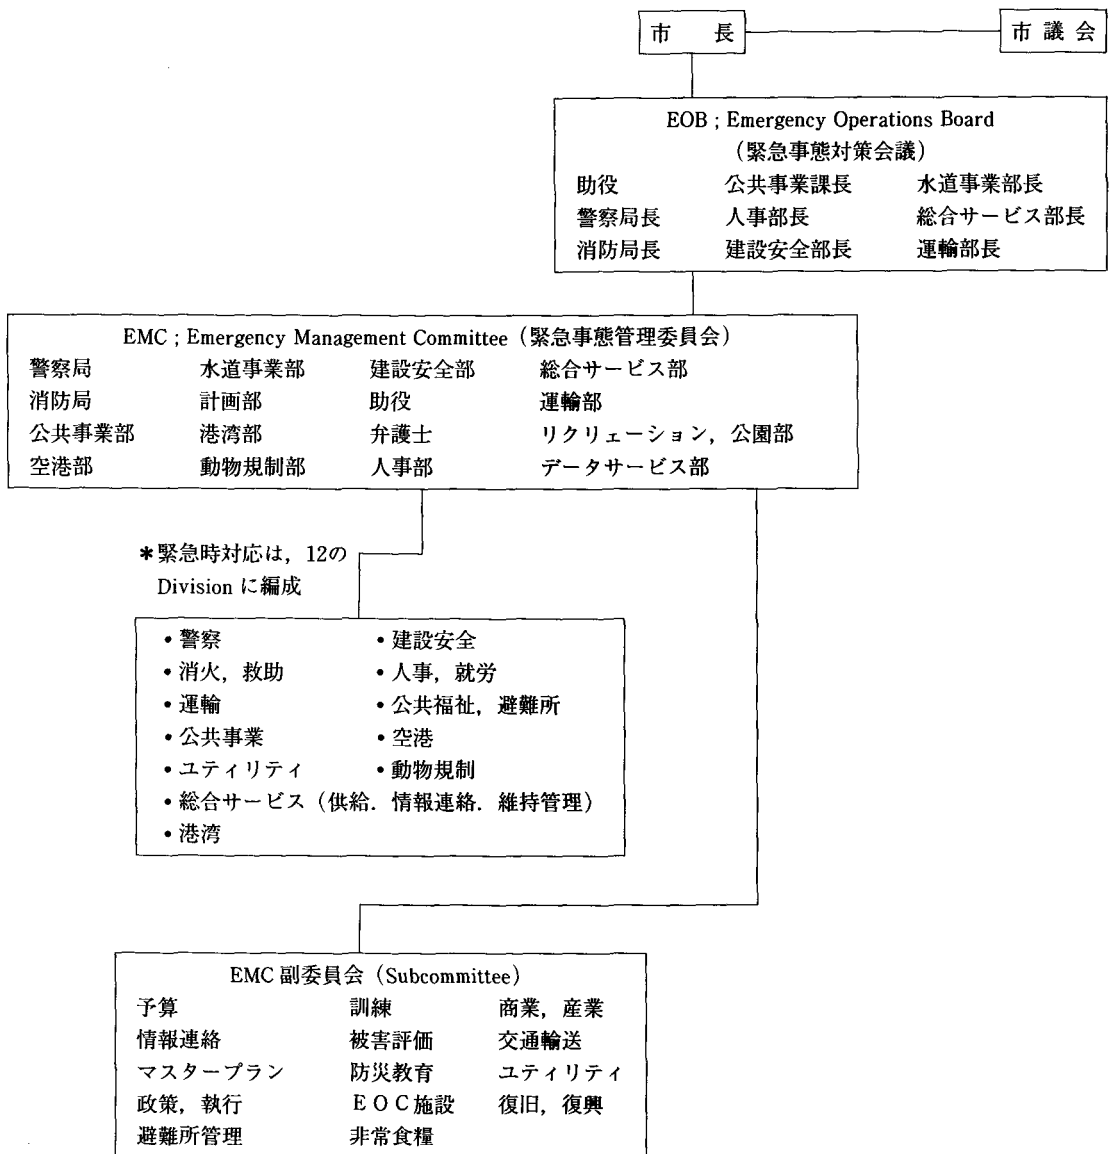 市　長　市議会
EOB ; Emergency Operations Board
（緊急事態対策会議）
助役　公共事業課長　水道事業部長
警察局長　人事部長　総合サービス部長
消防局長　建設安全部長　運輸部長
EMC ; Emergency Management Committee（緊急事態管理委員会）
警察局　水道事業部　建設安全部　総合サービス部
消防局　計画部　助役　運輸部
公共事業部　港湾部　弁護士　リクリェーション，公園部
空港部　動物規制部　人事部　データサービス部
＊緊急時対応は，12の
Division に編成
・警察　・建設安全
・消火，救助　・人事，就労
・運輸　・公共福祉，避難所
・公共事業　・空港
・ユティリティ　・動物規制
・総合サービス（供給．情報連絡．維持管理）
・港湾
EMC 副委員会（Subcommittee）
予算　訓練　商業，産業
情報連絡　被害評価　交通輸送
マスタープラン　防災教育　ユティリティ
政策，執行　ＥＯＣ施設　復旧，復興
避難所管理　非常食糧